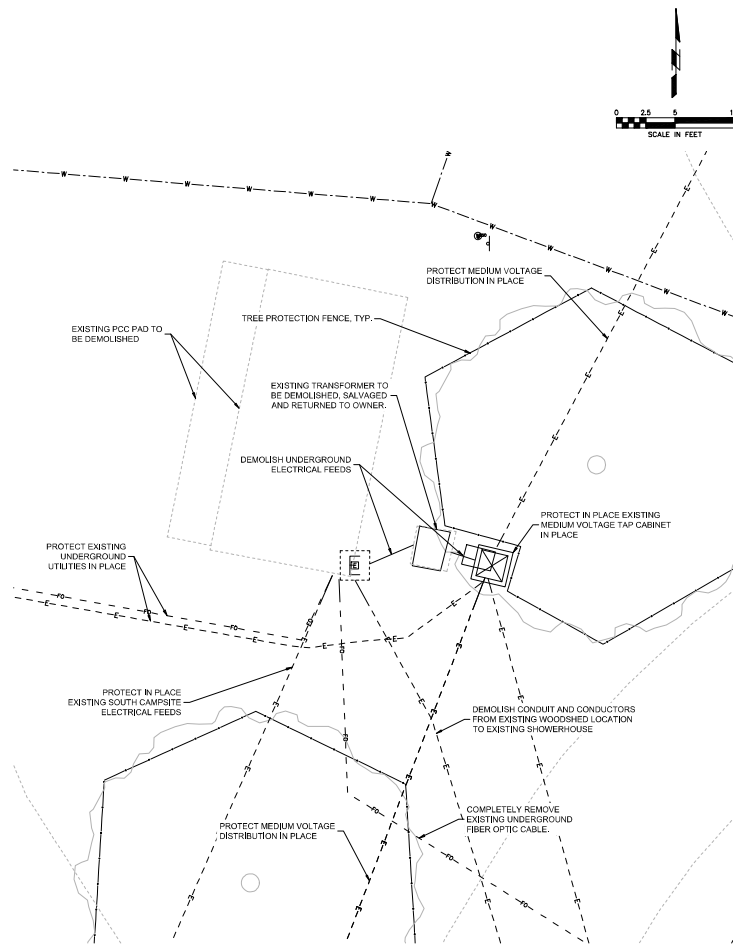 0 2.5 5
SCALE IN FEET
PROTECT MEDIUM VOLTAGE
DISTRIBUTION IN PLACE
TREE PROTECTION FENCE, TYP.
EXISTING PCC PAD TO
BE DEMOLISHED
EXISTING TRANSFORMER TO
BE DEMOLISHED, SALVAGED
AND RETURNED TO OWNER.
DEMOLISH UNDERGROUND
ELECTRICAL FEEDS
PROTECT IN PLACE EXISTING
MEDIUM VOLTAGE TAP CABINET
IN PLACE
PROTECT EXISTING
UNDERGROUND
UTILITIES IN PLACE
PROTECT IN PLACE
EXISTING SOUTH CAMPSITE
ELECTRICAL FEEDS
DEMOLISH CONDUIT AND CONDUCTORS
FROM EXISTING WOODSHED LOCATION
TO EXISTING SHOWERHOUSE
COMPLETELY REMOVE
EXISTING UNDERGROUND
FIBER OPTIC CABLE.
PROTECT MEDIUM VOLTAGE
DISTRIBUTION IN PLACE